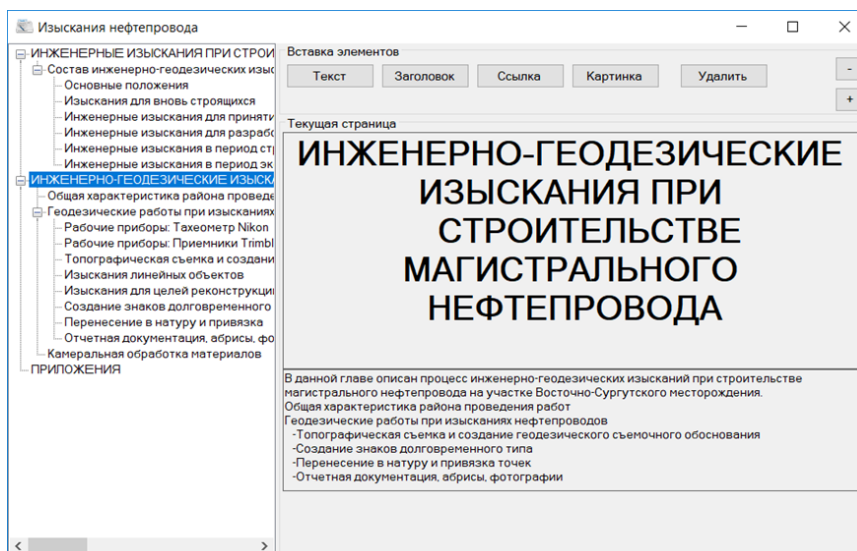 Изыскания нефтепровода
ИНЖЕНЕРНЫЕ ИЗЫСКАНИЯ ПРИ СТРОИ
Состав инженерно-геодезических изыс
Основные положения
Изыскания для вновь строящихся
Инженерные изыскания для приняти
Инженерные изыскания для разрабо
Инженерные изыскания в период ст
Инженерные изыскания в период эк
ИНЖЕНЕРНО-ГЕОДЕЗИЧЕСКИЕ ИЗЫСКА
Общая характеристика района проведе
Геодезические работы при изысканиях
Рабочие приборы: Тахеометр Nikon
Рабочие приборы: Приемники Trimbl
Топографическая съемка и создани
Изыскания линейных объектов
Изыскания для целей реконструкци
Создание знаков долговременного
Перенесение в натуру и привязка
Отчетная документация, абрисы, фо
Камеральная обработка материалов
ПРИЛОЖЕНИЯ
Вставка элементов
Текст Заголовок Ссылка Картинка Удалить
-
+
Текущая страница
ИНЖЕНЕРНО-ГЕОДЕЗИЧЕСКИЕ
ИЗЫСКАНИЯ ПРИ
СТРОИТЕЛЬСТВЕ
МАГИСТРАЛЬНОГО
НЕФТЕПРОВОДА
В данной главе описан процесс инженерно-геодезических изысканий при строительстве
магистрального нефтепровода на участке Восточно-Сургутского месторождения.
Общая характеристика района проведения работ
Геодезические работы при изысканиях нефтепроводов
-Топографическая съемка и создание геодезического съемочного обоснования
-Создание знаков долговременного типа
-Перенесение в натуру и привязка точек
-Отчетная документация, абрисы, фотографии